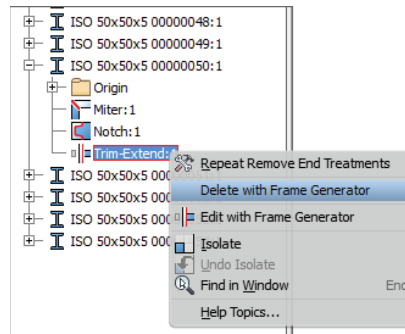 ISO 50x50x5 00000048:1
ISO 50x50x5 00000049:1
ISO 50x50x5 00000050:1
Origin
Miter:1
Notch:1
Trim-Extend:
ISO 50x50x5 000
ISO 50x50x5 000
ISO 50x50x5 000
ISO 50x50x5 000
Repeat Remove End Treatments
Delete with Frame Generator
Edit with Frame Generator
Isolate
Undo Isolate
Find in Window
Help Topics...